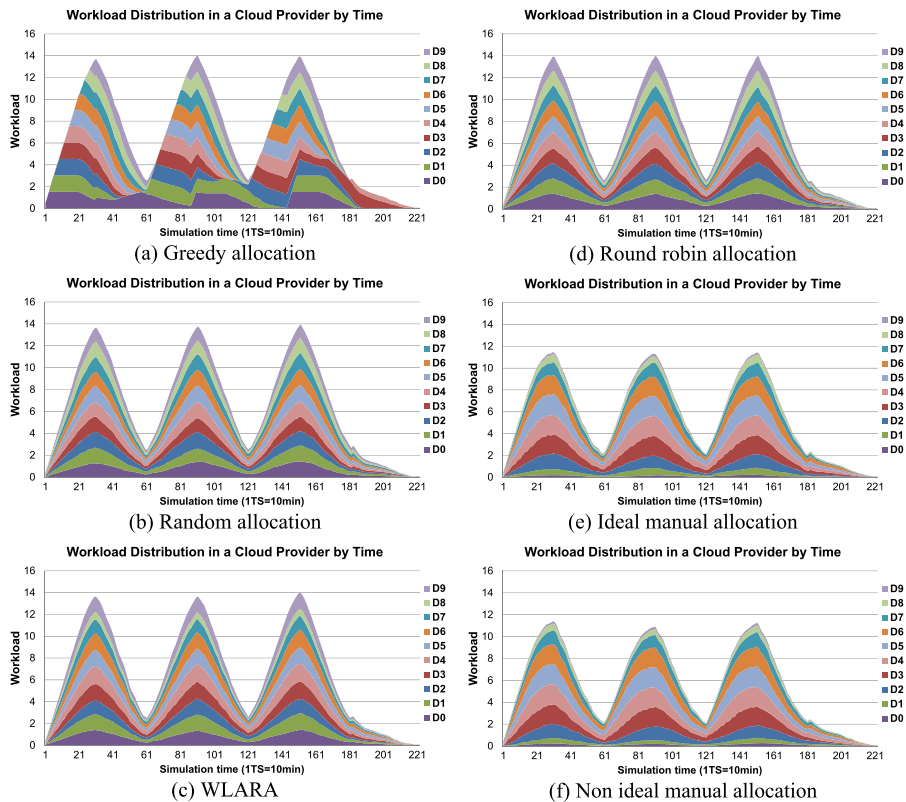 Workload Distribution in a Cloud Provider by Time
Workload
16
14
12
10
8
6
4
2
0
1 21 41 61 81 101 121 141 161 181 201 221
Simulation time (1TS=10min)
D9
D8
D7
D6
D5
D4
D3
D2
D1
D0
(a) Greedy allocation
Workload Distribution in a Cloud Provider by Time
Workload
16
14
12
10
8
6
4
2
0
1 21 41 61 81 101 121 141 161 181 201 221
Simulation time (1TS=10min)
D9
D8
D7
D6
D5
D4
D3
D2
D1
D0
(d) Round robin allocation
Workload Distribution in a Cloud Provider by Time
Workload
16
14
12
10
8
6
4
2
0
1 21 41 61 81 101 121 141 161 181 201 221
Simulation time (1TS=10min)
D9
D8
D7
D6
D5
D4
D3
D2
D1
D0
(b) Random allocation
Workload Distribution in a Cloud Provider by Time
Workload
16
14
12
10
8
6
4
2
0
1 21 41 61 81 101 121 141 161 181 201 221
Simulation time (1TS=10min)
D9
D8
D7
D6
D5
D4
D3
D2
D1
D0
(e) Ideal manual allocation
Workload Distribution in a Cloud Provider by Time
Workload
16
14
12
10
8
6
4
2
0
1 21 41 61 81 101 121 141 161 181 201 221
Simulation time (1TS=10min)
D9
D8
D7
D6
D5
D4
D3
D2
D1
D0
(c) WLARA
Workload Distribution in a Cloud Provider by Time
Workload
16
14
12
10
8
6
4
2
0
1 21 41 61 81 101 121 141 161 181 201 221
Simulation time (1TS=10min)
D9
D8
D7
D6
D5
D4
D3
D2
D1
D0
(f) Non ideal manual allocation